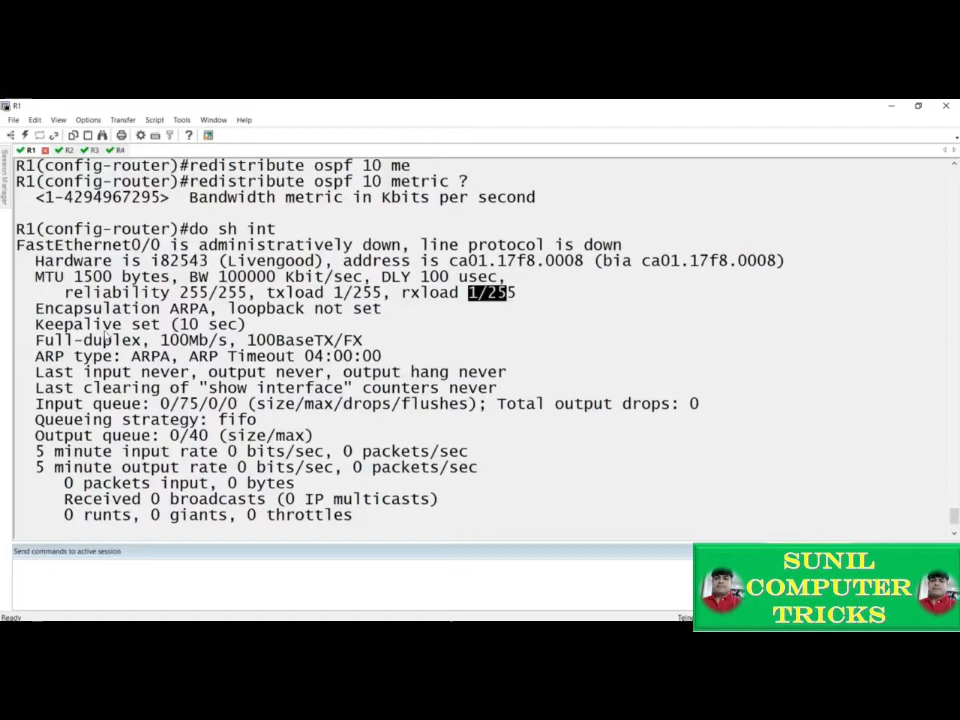 R1
File Edit View Options Transfer Script Tools Window Help
R1 R2 R3 R4
Session Manager
R1(config-router)#redistribute ospf 10 me
R1(config-router)#redistribute ospf 10 metric ?
<1-4294967295> Bandwidth metric in Kbits per second
R1(config-router)#do sh int
FastEthernet0/0 is administratively down, line protocol is down
Hardware is i82543 (Livengood), address is ca01.17f8.0008 (bia ca01.17f8.0008)
MTU 1500 bytes, BW 100000 Kbit/sec, DLY 100 usec,
reliability 255/255, txload 1/255, rxload 1/255
Encapsulation ARPA, loopback not set
Keepalive set (10 sec)
Full-duplex, 100Mb/s, 100BaseTX/FX
ARP type: ARPA, ARP Timeout 04:00:00
Last input never, output never, output hang never
Last clearing of "show interface" counters never
Input queue: 0/75/0/0 (size/max/drops/flushes); Total output drops: 0
Queueing strategy: fifo
Output queue: 0/40 (size/max)
5 minute input rate 0 bits/sec, 0 packets/sec
5 minute output rate 0 bits/sec, 0 packets/sec
0 packets input, 0 bytes
Received 0 broadcasts (0 IP multicasts)
0 runts, 0 giants, 0 throttles
Send commands to active session
SUNIL
COMPUTER
TRICKS
Ready